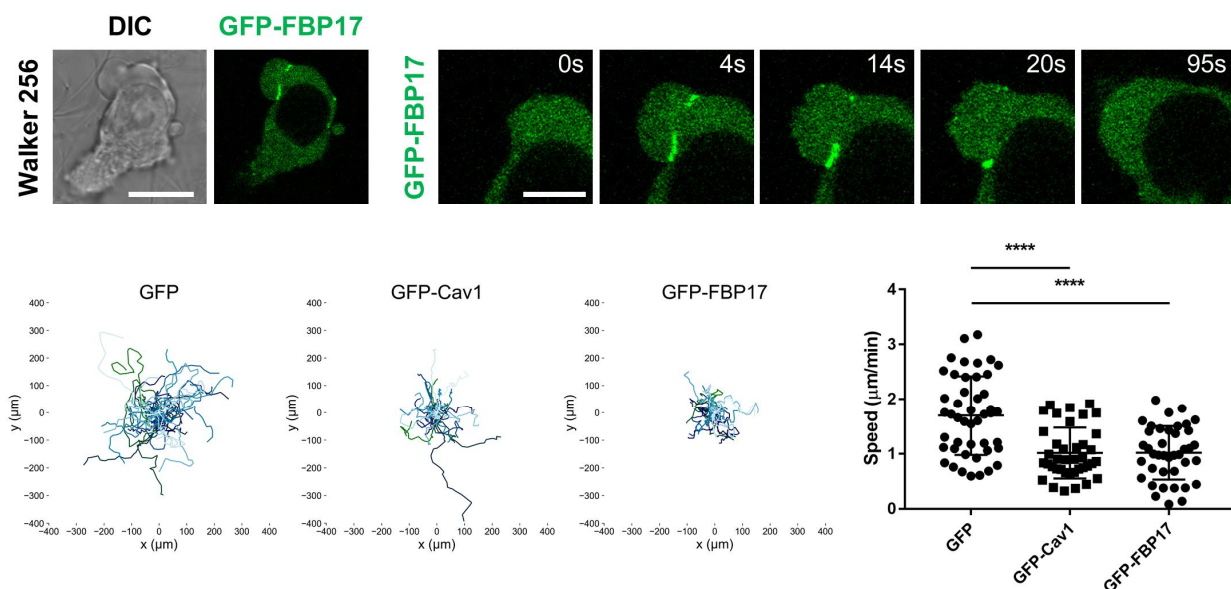 DIC
GFP-FBP17
Walker 256
GFP-FBP17
0s
4s
14s
20s
95s
GFP
y (μm)
400
300
200
100
0
−100
−200
−300
−400
−400 −300 −200 −100 0 100 200 300 400
x (μm)
GFP-Cav1
y (μm)
400
300
200
100
0
−100
−200
−300
−400
−400 −300 −200 −100 0 100 200 300 400
x (μm)
GFP-FBP17
y (μm)
400
300
200
100
0
−100
−200
−300
−400
−400 −300 −200 −100 0 100 200 300 400
x (μm)
****
****
Speed (μm/min)
4
3
2
1
0
GFP
GFP-Cav1
GFP-FBP17